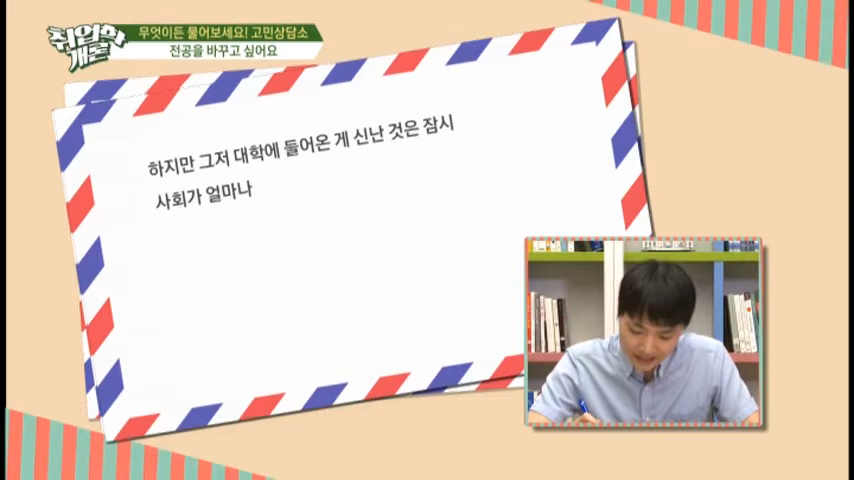 취업학
개론
무엇이든 물어보세요! 고민상담소
전공을 바꾸고 싶어요
하지만 그저 대학에 들어온 게 신난 것은 잠시
사회가 얼마나